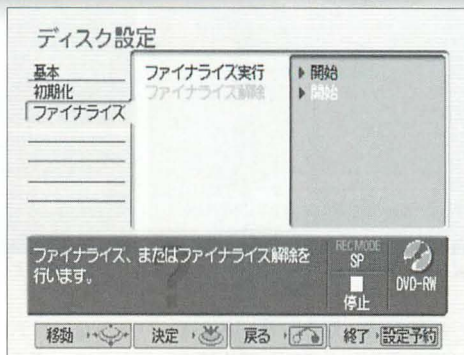 ディスク設定
基本
初期化
ファイナライズ
ファイナライズ実行
開始
ファイナライズ解除
開始
ファイナライズ、またはファイナライズ解除を
行います。
REC MODE
SP
停止
DVD-RW
移動
決定
戻る
終了
設定予約